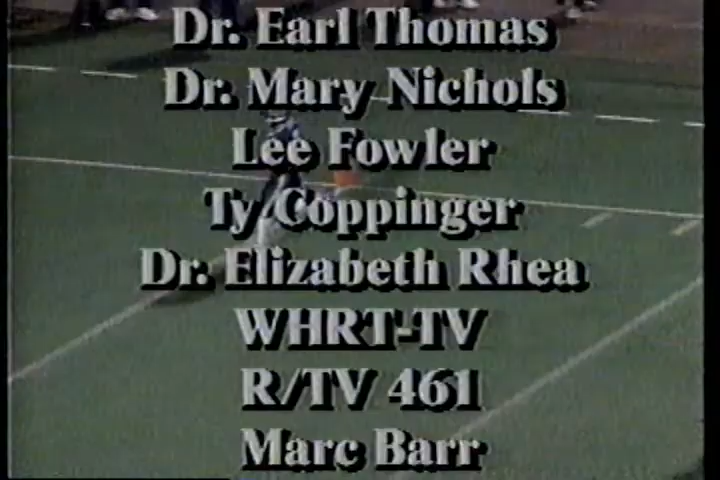 Dr. Earl Thomas
Dr. Mary Nichols
Lee Fowler
Ty Coppinger
Dr. Elizabeth Rhea
WHRT-TV
R/TV 461
Marc Barr